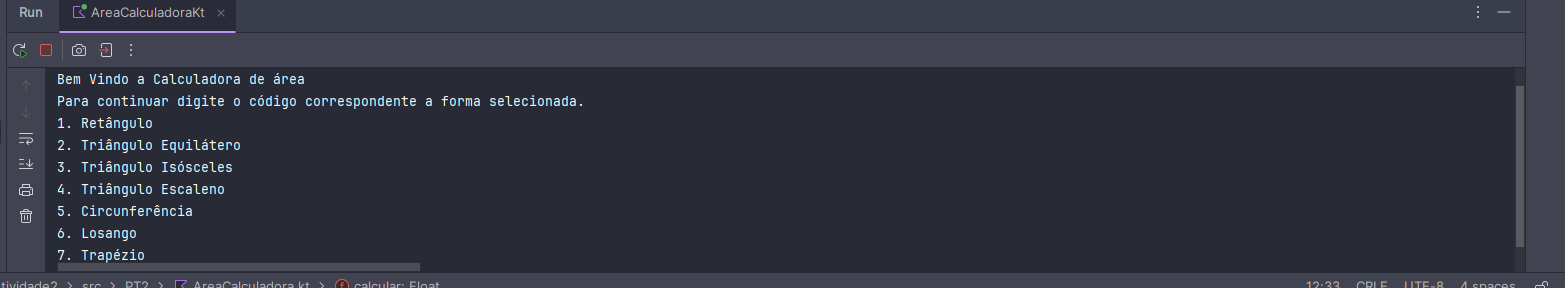 Run AreaCalculadoraKt
Bem Vindo a Calculadora de área
Para continuar digite o código correspondente a forma selecionada.
1. Retângulo
2. Triângulo Equilátero
3. Triângulo Isósceles
4. Triângulo Escaleno
5. Circunferência
6. Losango
7. Trapézio
tividade2 > src > PT2 > AreaCalculadora.kt > f calcular: Float 12:33 CRLF UTF-8 4 spaces